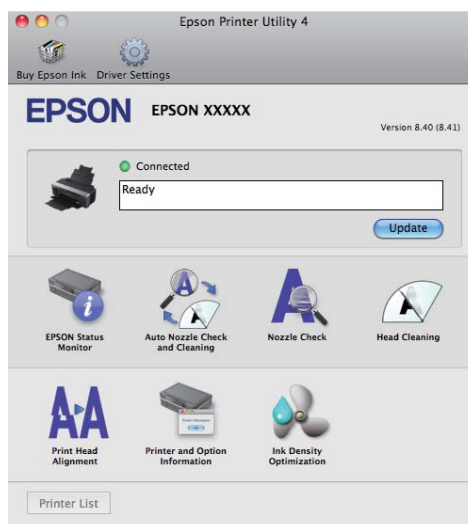 Epson Printer Utility 4
Buy Epson Ink Driver Settings
EPSON EPSON XXXXX
Version 8.40 (8.41)
Connected
Ready
Update
EPSON Status
Monitor
Auto Nozzle Check
and Cleaning
Nozzle Check
Head Cleaning
Print Head
Alignment
Printer and Option
Information
Ink Density
Optimization
Printer List